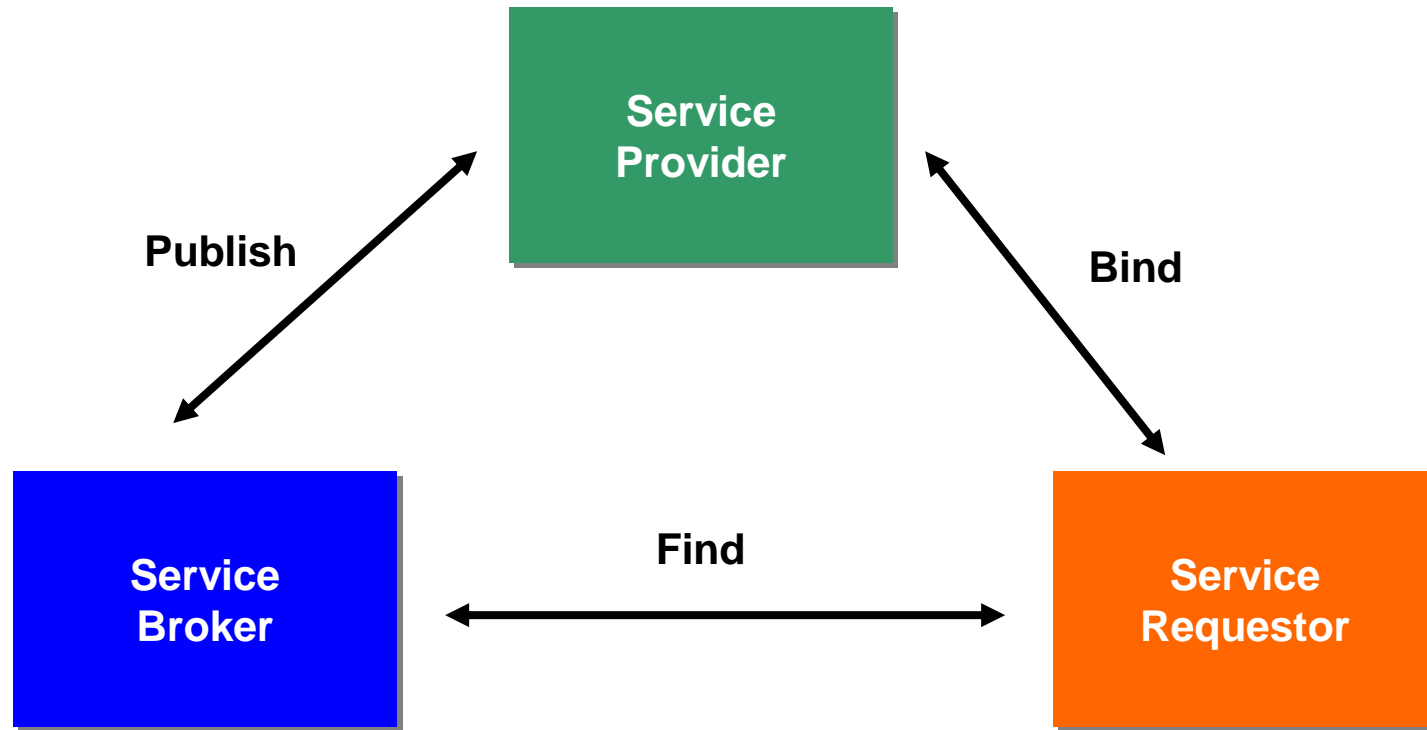 Service
Provider
Publish
Bind
Find
Service
Broker
Service
Requestor